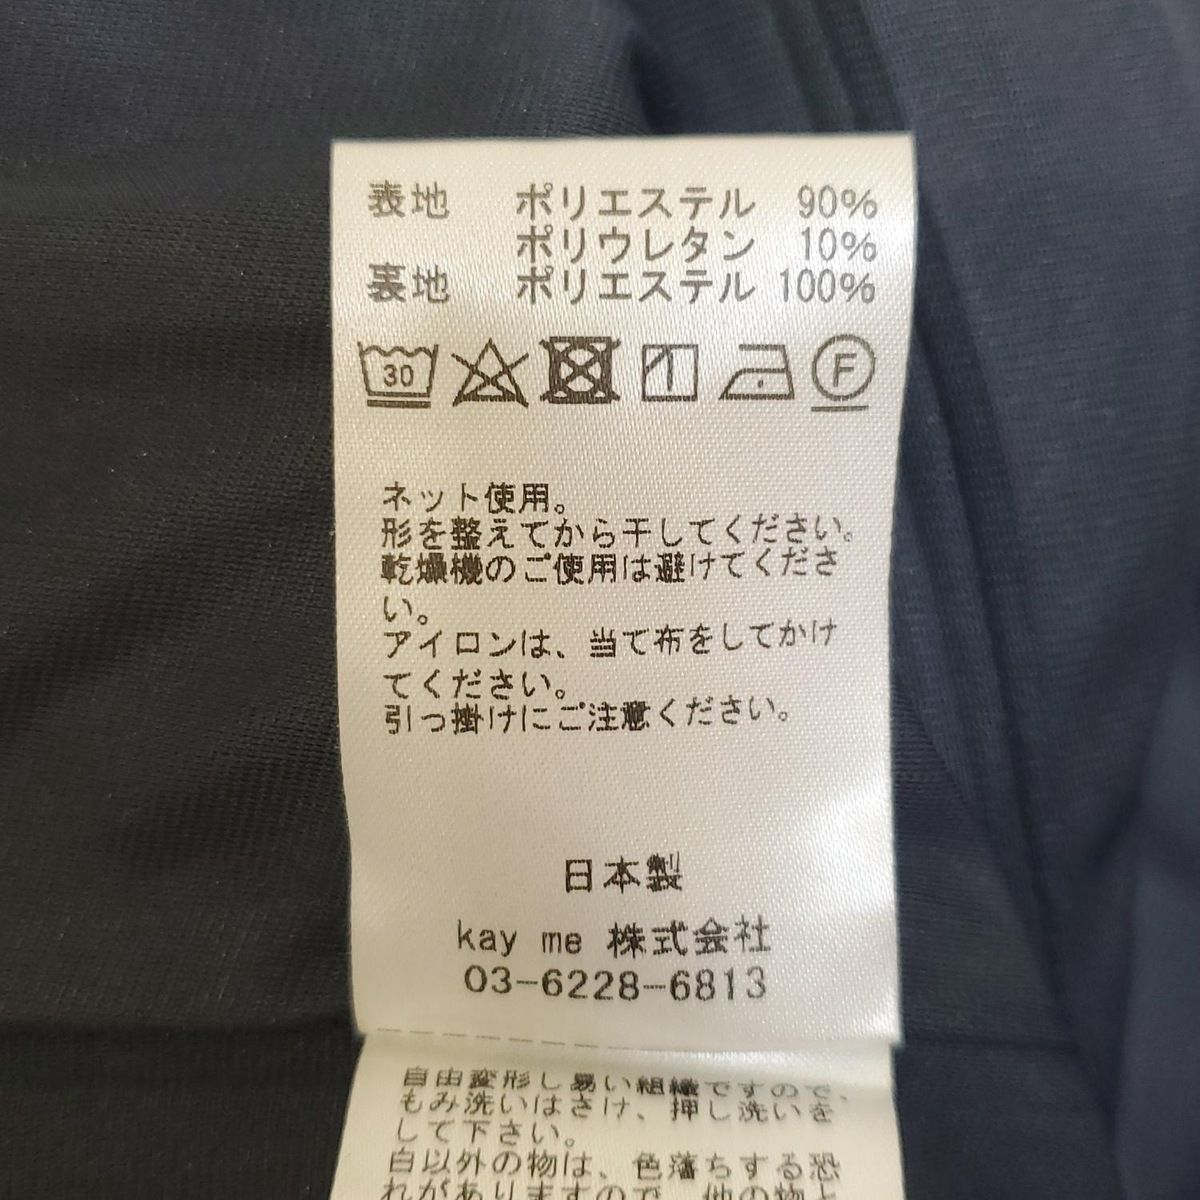 表地 ポリエステル 90%
ポリウレタン 10%
裏地 ポリエステル 100%
30
F
ネット使用。
形を整えてから干してください。
乾燥機のご使用は避けてくださ
い。
アイロンは、当て布をしてかけ
てください。
引っ掛けにご注意ください。
日本製
kay me 株式会社
03-6228-6813
自由変形し易い組織ですので、
もみ洗いはさけ、押し洗いを
して下さい。
白以外の物は、色落ちする恐
れがありますので、他の物と